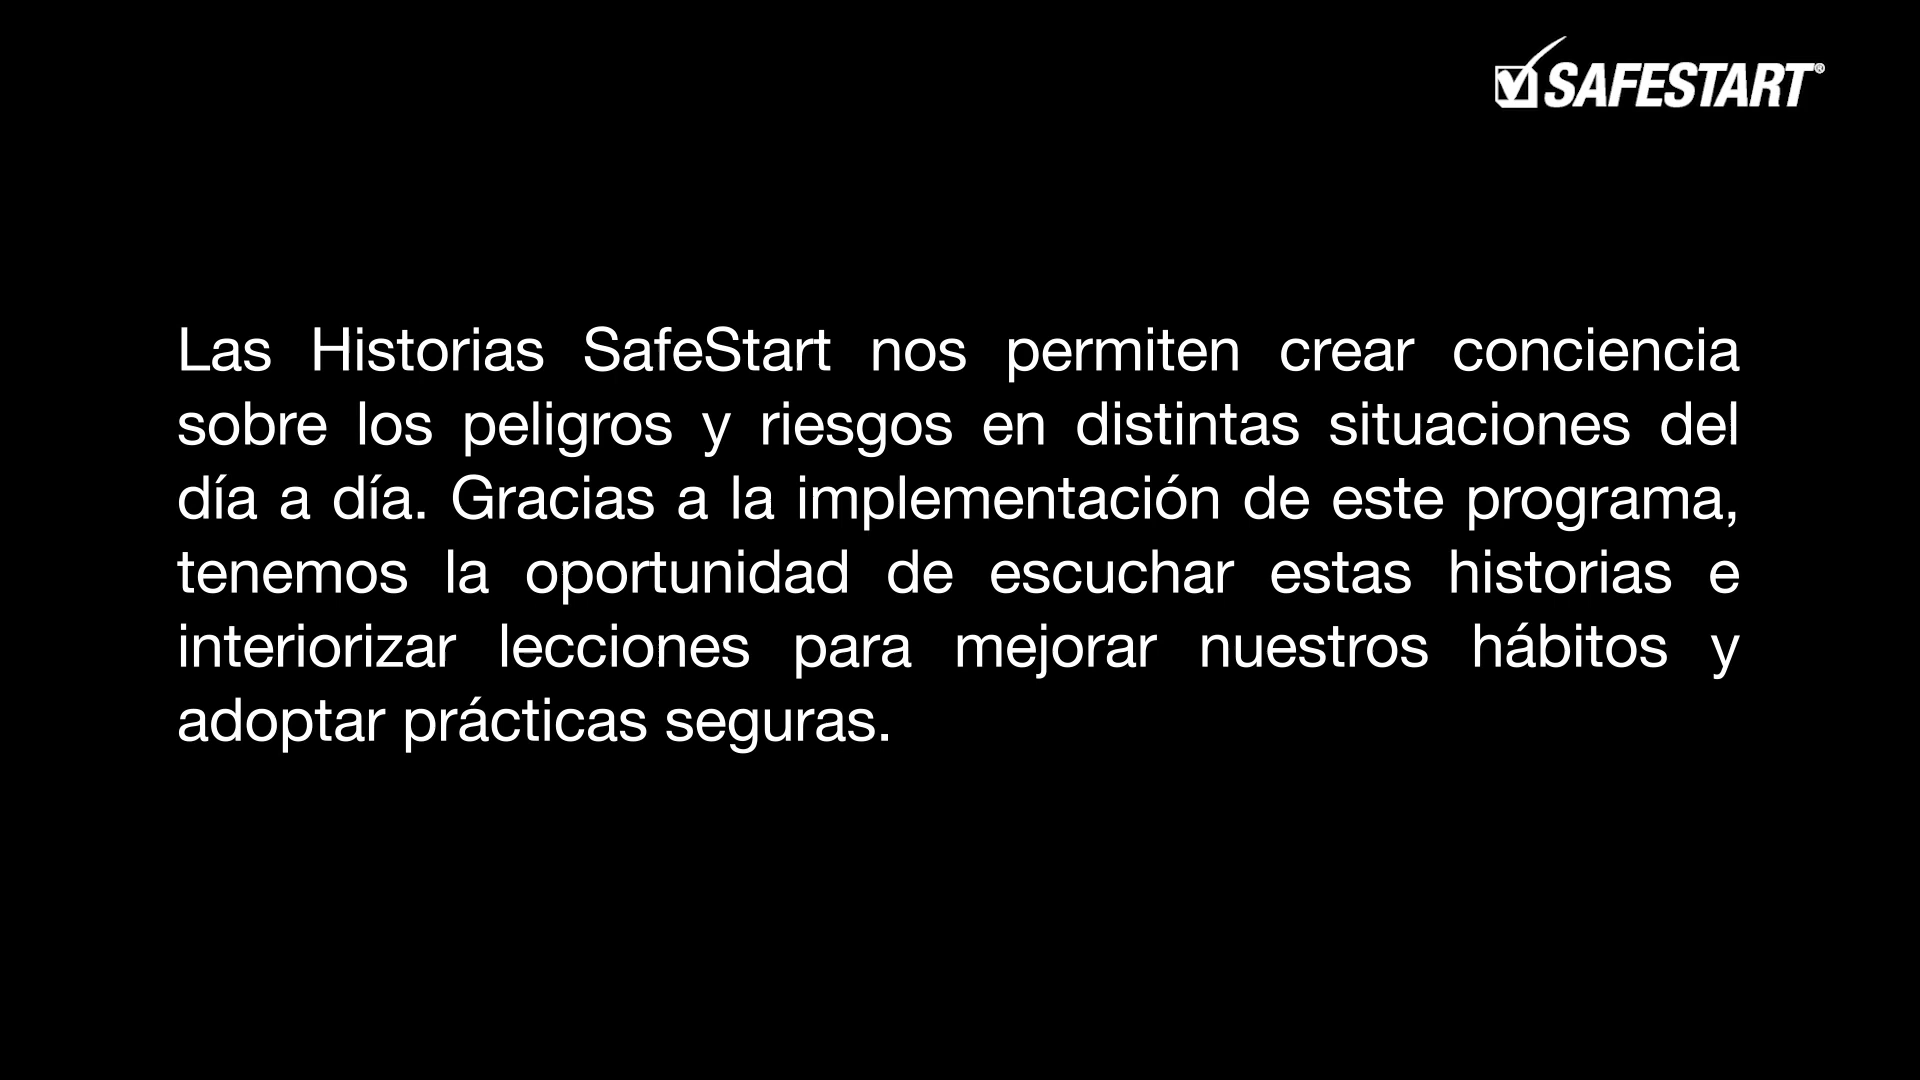 SAFESTART®
Las Historias SafeStart nos permiten crear conciencia
sobre los peligros y riesgos en distintas situaciones del
día a día. Gracias a la implementación de este programa,
tenemos la oportunidad de escuchar estas historias e
interiorizar lecciones para mejorar nuestros hábitos y
adoptar prácticas seguras.